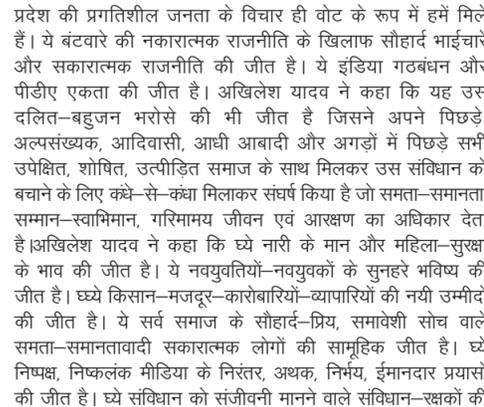 प्रदेश की प्रगतिशील जनता के विचार ही वोट के रूप में हमें मिले
हैं। ये बंटवारे की नकारात्मक राजनीति के खिलाफ सौहार्द भाईचारे
और सकारात्मक राजनीति की जीत है। ये इंडिया गठबंधन और
पीडीए एकता की जीत है। अखिलेश यादव ने कहा कि यह उस
दलित–बहुजन भरोसे की भी जीत है जिसने अपने पिछड़े,
अल्पसंख्यक, आदिवासी, आधी आबादी और अगड़ों में पिछड़े सभी
उपेक्षित, शोषित, उत्पीड़ित समाज के साथ मिलकर उस संविधान को
बचाने के लिए कंधे–से–कंधा मिलाकर संघर्ष किया है जो समता–समानता
सम्मान–स्वाभिमान, गरिमामय जीवन एवं आरक्षण का अधिकार देता
है।अखिलेश यादव ने कहा कि घ्ये नारी के मान और महिला–सुरक्षा
के भाव की जीत है। ये नवयुवतियों–नवयुवकों के सुनहरे भविष्य की
जीत है। घ्घ्ये किसान–मजदूर–कारोबारियों–व्यापारियों की नयी उम्मीदों
की जीत है। ये सर्व समाज के सौहार्द–प्रिय, समावेशी सोच वाले
समता–समानतावादी सकारात्मक लोगों की सामूहिक जीत है। घ्ये
निष्पक्ष, निष्कलंक मीडिया के निरंतर, अथक, निर्भय, ईमानदार प्रयासों
की जीत है। घ्ये संविधान को संजीवनी मानने वाले संविधान–रक्षकों की